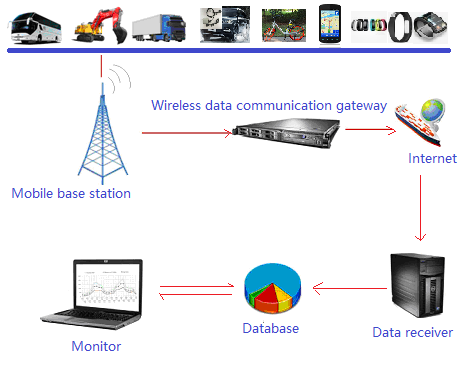 Wireless data communication gateway
Internet
Mobile base station
Monitor
Database
Data receiver